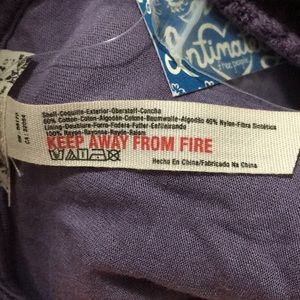 Intimately
free people
Shell-Coquille-Exterior-Oberstoff-Concha
60% Cotton-Coton-Algodón-Cotone-Baumwolle-Algodão 40% Nylon-Fibra Sintética
Lining-Doublure-Forro-Fodera-Futter-Enfileirando
100% Rayon-Rayonne-Rayón-Raion
KEEP AWAY FROM FIRE
Hecho En China/Fabricado Na China